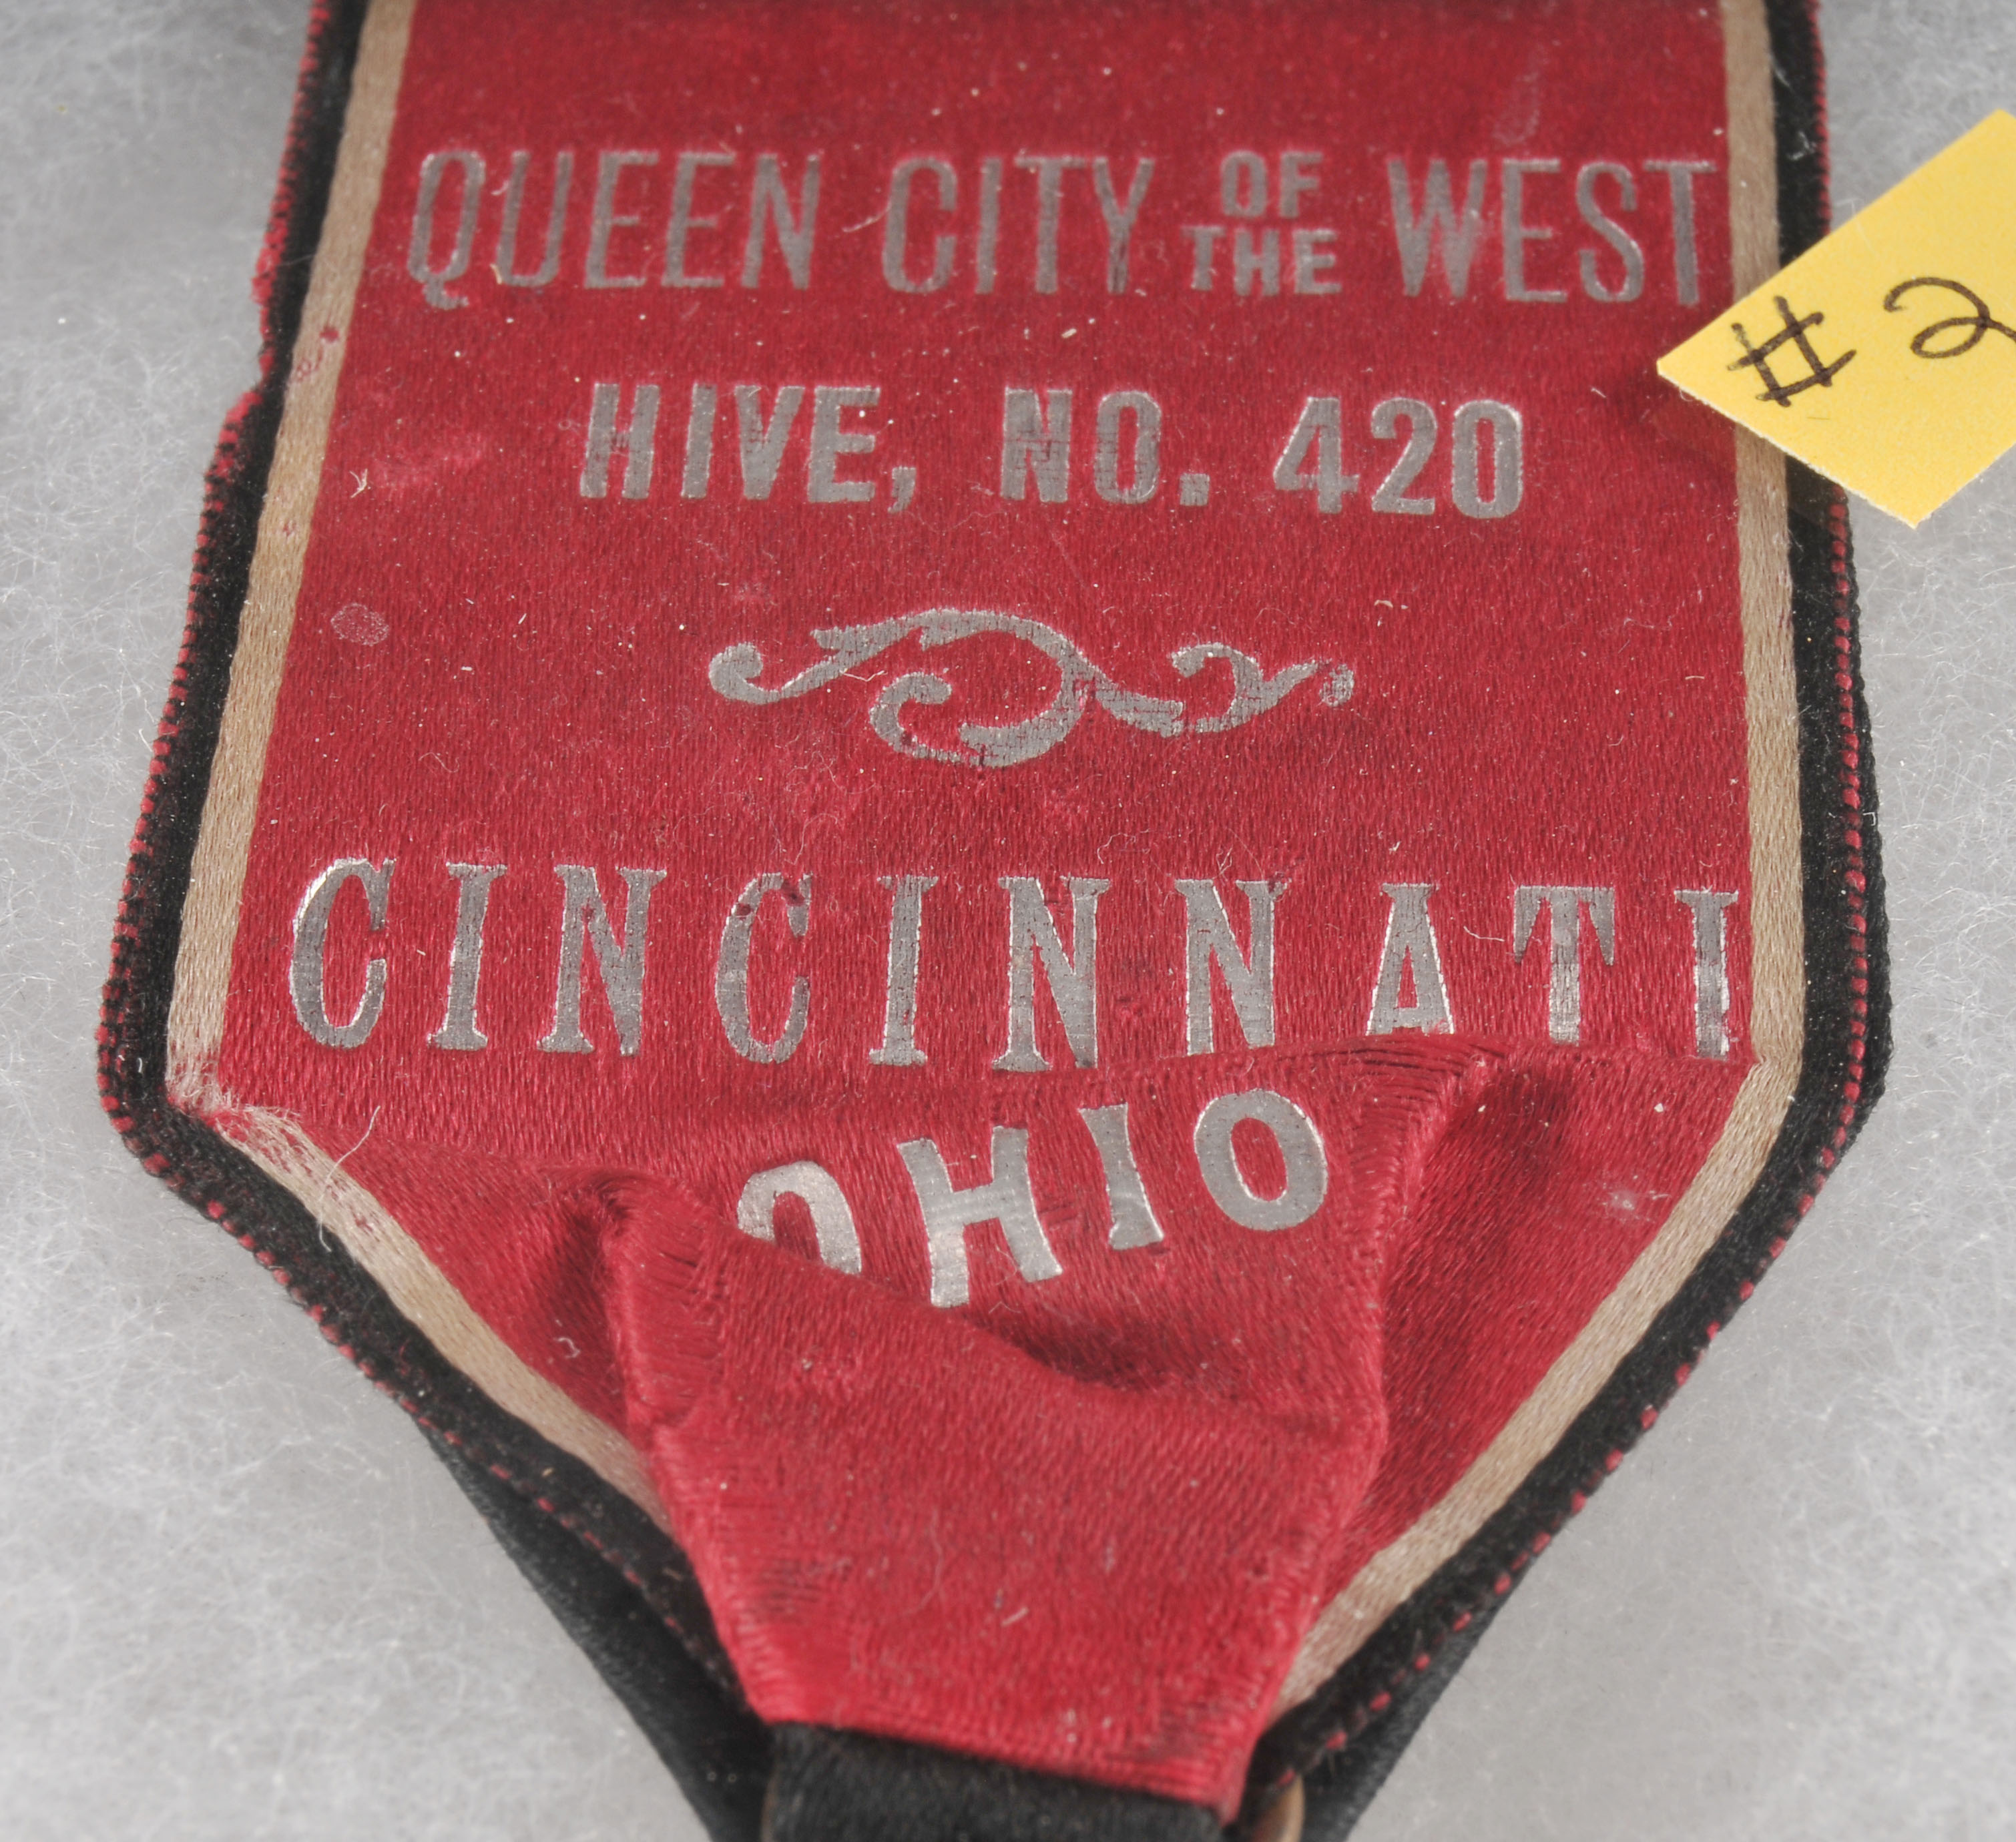 QUEEN CITY OF THE WEST
HIVE, NO. 420
CINCINNATI
OHIO
# 2